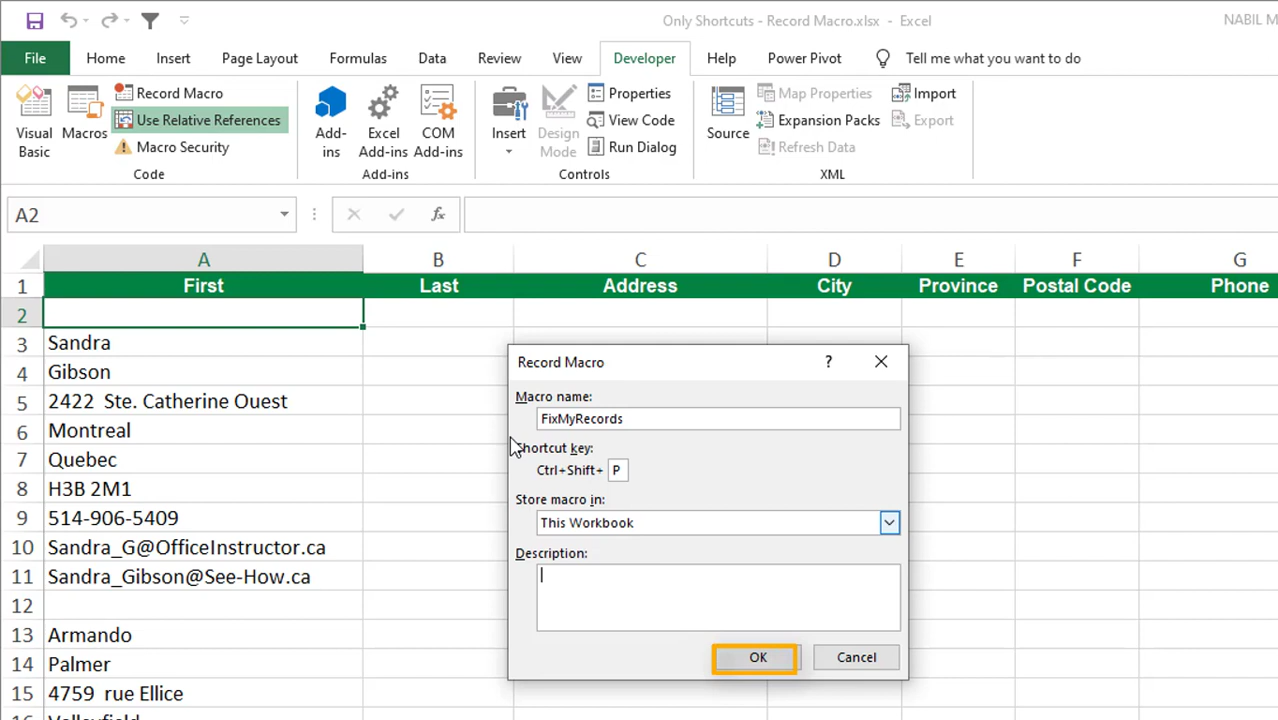 Only Shortcuts - Record Macro.xlsx - Excel
NABIL M
File Home Insert Page Layout Formulas Data Review View Developer Help Power Pivot Tell me what you want to do
Visual Basic
Macros
Record Macro
Use Relative References
Macro Security
Code
Add-ins
Excel Add-ins
COM Add-ins
Add-ins
Insert
Design Mode
Properties
View Code
Run Dialog
Controls
Source
Map Properties
Expansion Packs
Refresh Data
Import
Export
XML
A2
fx
A B C D E F G
1 First Last Address City Province Postal Code Phone
2
3 Sandra
4 Gibson
5 2422 Ste. Catherine Ouest
6 Montreal
7 Quebec
8 H3B 2M1
9 514-906-5409
10 Sandra_G@OfficeInstructor.ca
11 Sandra_Gibson@See-How.ca
12
13 Armando
14 Palmer
15 4759 rue Ellice
16 Valleyfield
Record Macro
?
Macro name:
FixMyRecords
Shortcut key:
Ctrl+Shift+ P
Store macro in:
This Workbook
Description:
OK Cancel